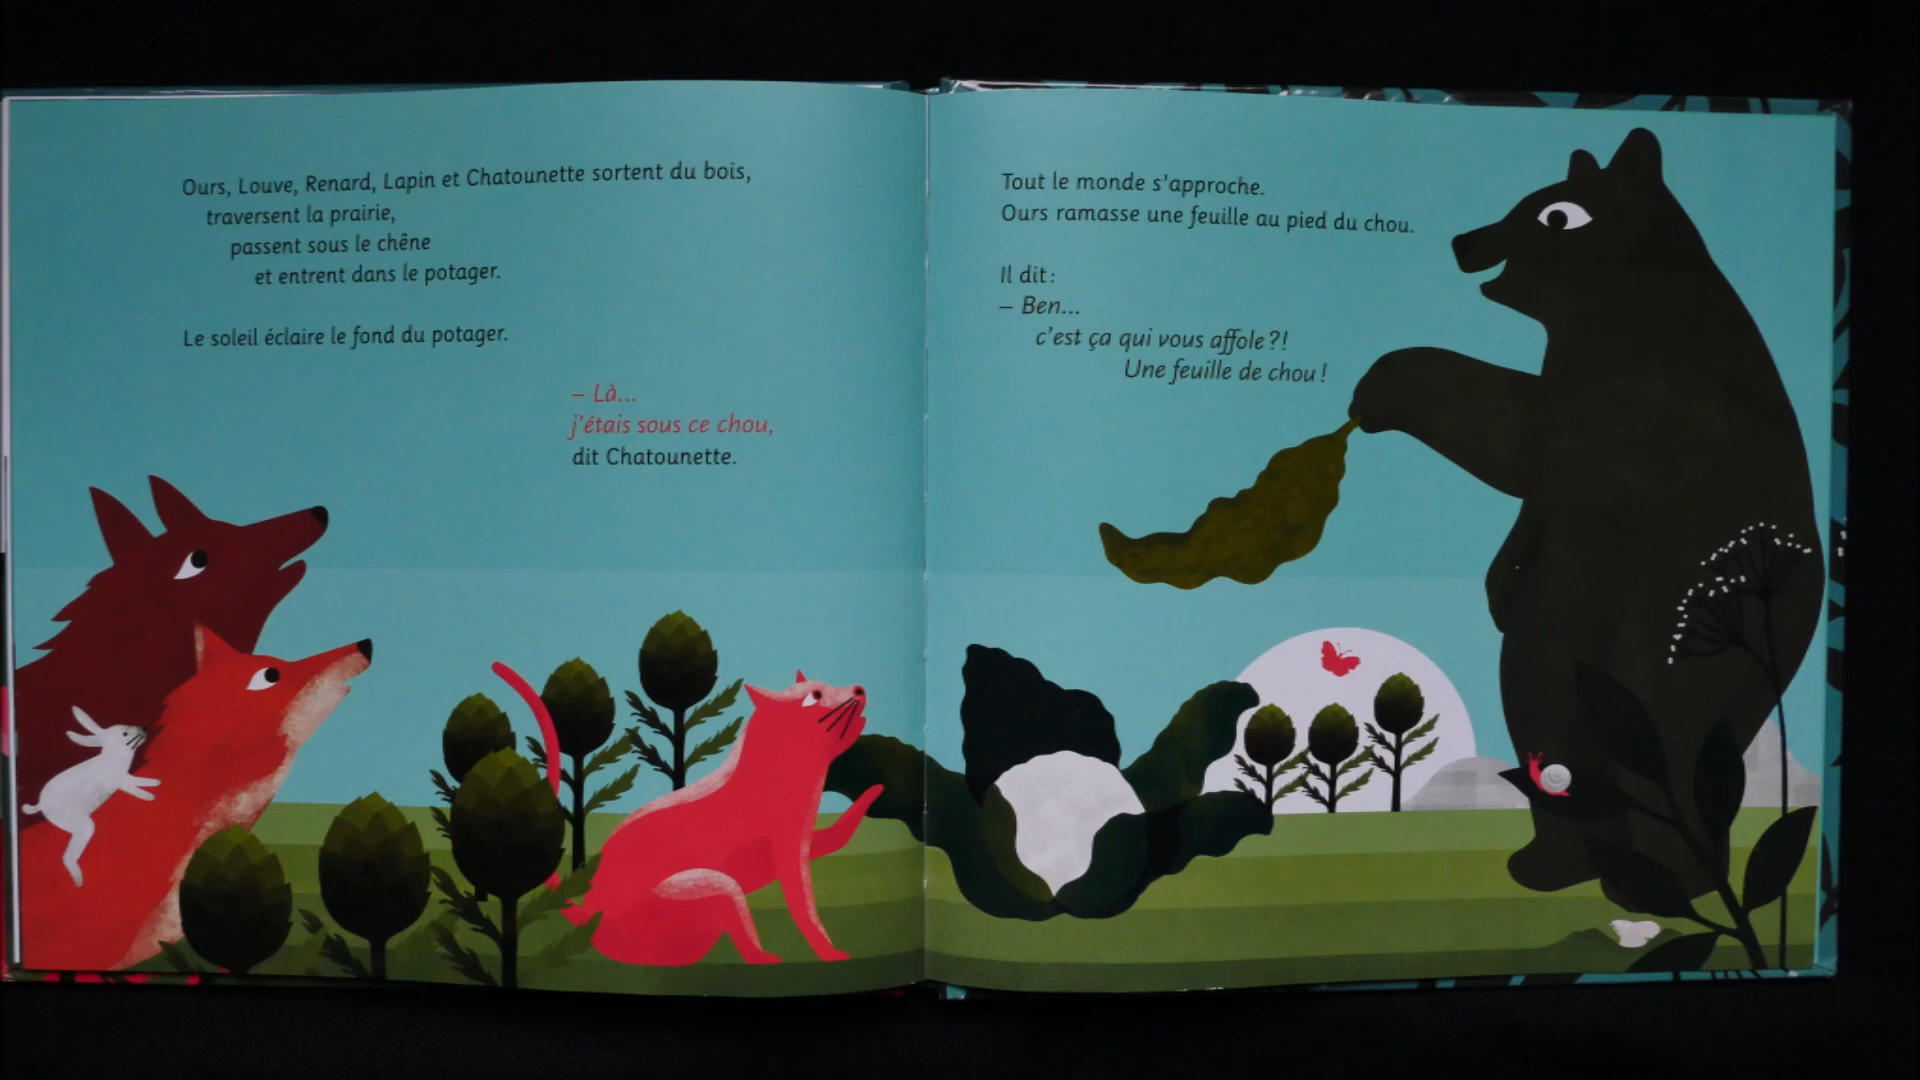 Ours, Louve, Renard, Lapin et Chatounette sortent du bois,
traversent la prairie,
passent sous le chêne
et entrent dans le potager.
Le soleil éclaire le fond du potager.
– Là...
j'étais sous ce chou,
dit Chatounette.
Tout le monde s'approche.
Ours ramasse une feuille au pied du chou.
Il dit :
– Ben...
c'est ça qui vous affole ?!
Une feuille de chou !